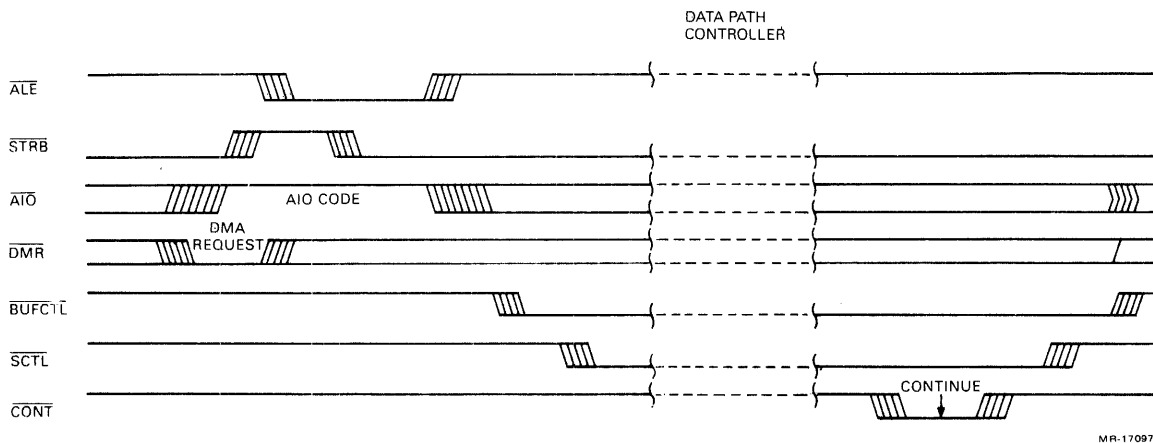 DATA PATH
CONTROLLER
ALE
STRB
AIO
AIO CODE
DMA
REQUEST
DMR
BUFCTL
SCTL
CONTINUE
CONT
MR-17097